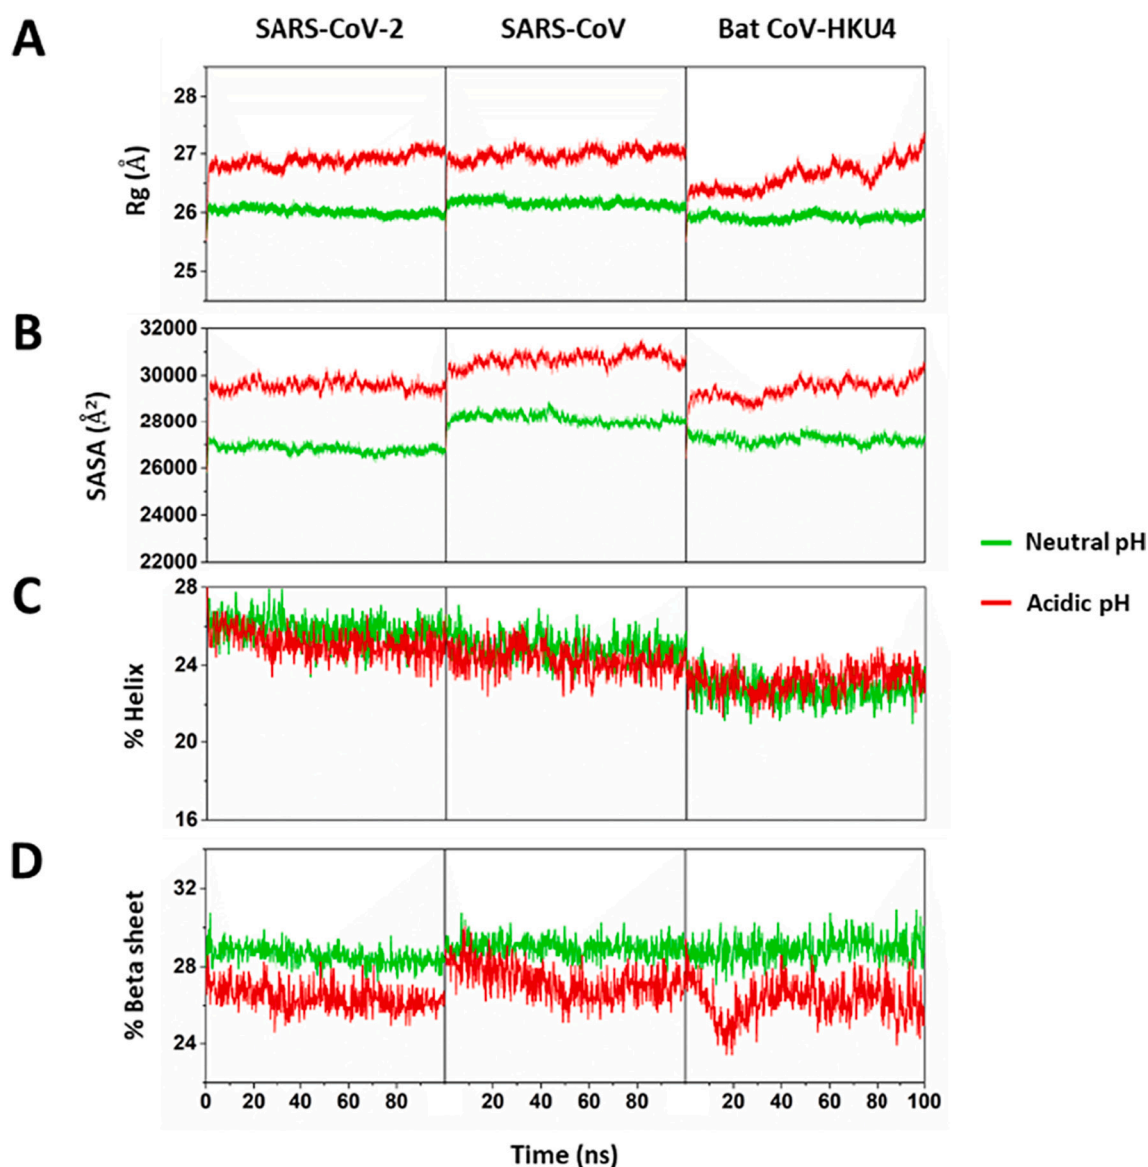 A
SARS-CoV-2 SARS-CoV Bat CoV-HKU4
28
27
26
25
Rg (Å)
B
32000
30000
28000
26000
24000
22000
SASA (Å²)
Neutral pH
Acidic pH
C
28
24
20
16
% Helix
D
32
28
24
% Beta sheet
0 20 40 60 80 20 40 60 80 20 40 60 80 100
Time (ns)